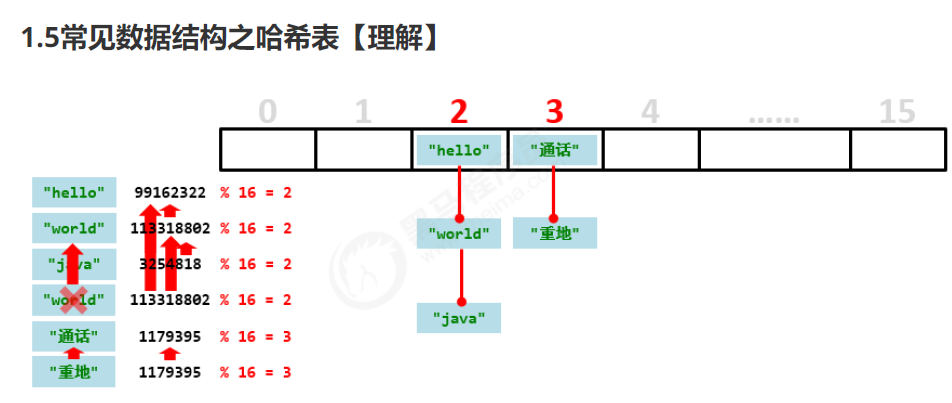 1.5常见数据结构之哈希表【理解】
0 1 2 3 4 …… 15
"hello" "通话"
"hello" 99162322 % 16 = 2
"world" 113318802 % 16 = 2
"world" "重地"
"java" 3254818 % 16 = 2
"world" 113318802 % 16 = 2
"java"
"通话" 1179395 % 16 = 3
"重地" 1179395 % 16 = 3